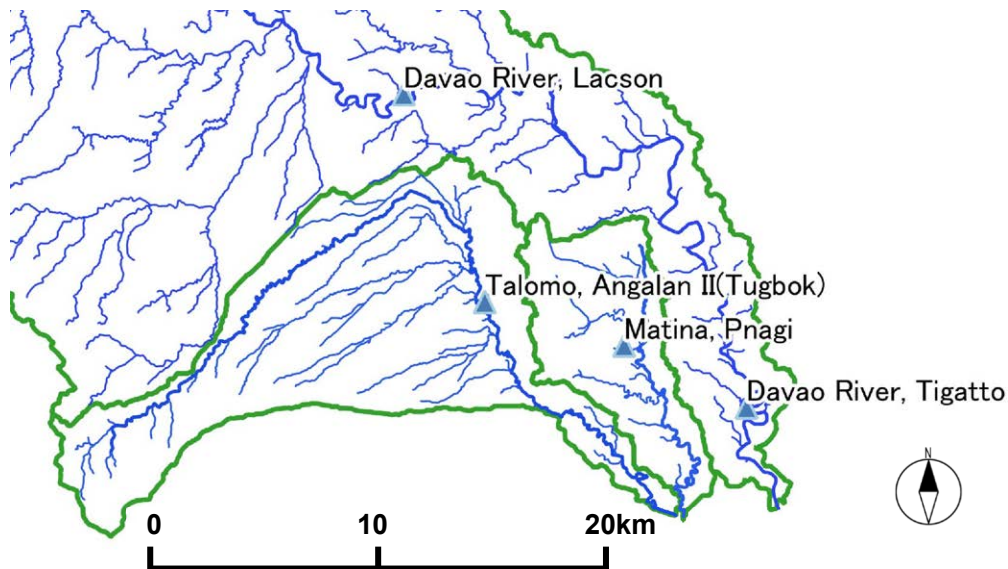 Davao River, Lacson
Talomo, Angalan II(Tugbok)
Matina, Pnagi
Davao River, Tigatto
N
0 10 20km